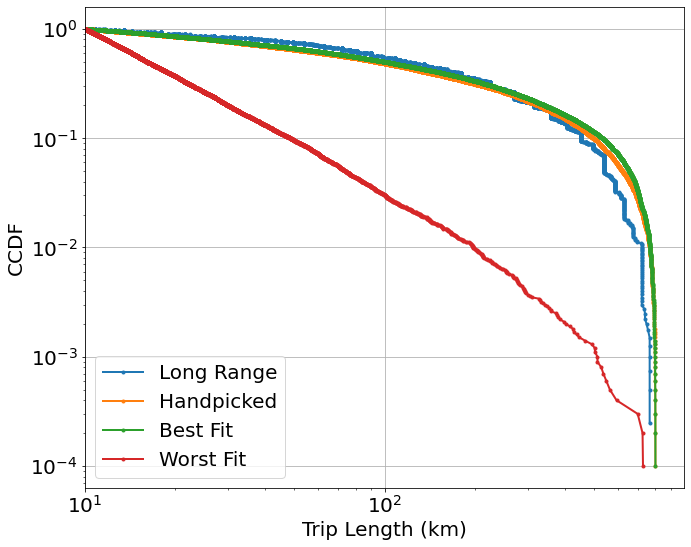 10⁰
10⁻¹
10⁻²
10⁻³
10⁻⁴
CCDF
Long Range
Handpicked
Best Fit
Worst Fit
10¹
10²
Trip Length (km)